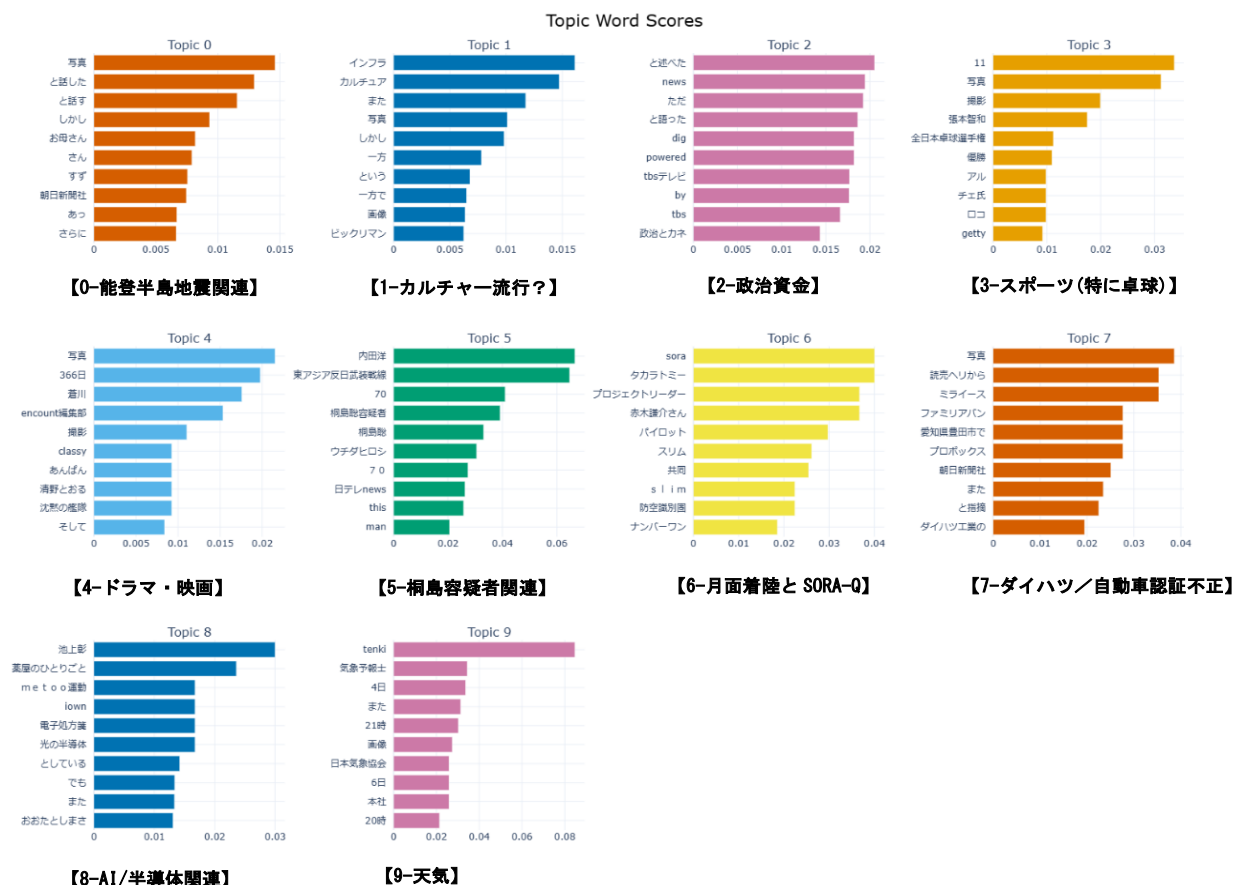 Topic Word Scores
Topic 0
写真
と話した
と話す
しかし
お母さん
さん
すず
朝日新聞社
あっ
さらに
0 0.005 0.01 0.015
【0-能登半島地震関連】
Topic 1
インフラ
カルチュア
また
写真
しかし
一方
という
一方で
画像
ビックリマン
0 0.005 0.01 0.015
【1-カルチャー流行？】
Topic 2
と述べた
news
ただ
と語った
dig
powered
tbsテレビ
by
tbs
政治とカネ
0 0.005 0.01 0.015 0.02
【2-政治資金】
Topic 3
11
写真
撮影
張本智和
全日本卓球選手権
優勝
アル
チェ氏
ロコ
getty
0 0.01 0.02 0.03
【3-スポーツ(特に卓球)】
Topic 4
写真
366日
蒼川
encount編集部
撮影
classy
あんぱん
清野とおる
沈黙の艦隊
そして
0 0.005 0.01 0.015 0.02
【4-ドラマ・映画】
Topic 5
内田洋
東アジア反日武装戦線
70
桐島聡容疑者
桐島聡
ウチダヒロシ
７０
日テレnews
this
man
0 0.02 0.04 0.06
【5-桐島容疑者関連】
Topic 6
sora
タカラトミー
プロジェクトリーダー
赤木謙介さん
パイロット
スリム
共同
ｓｌｉｍ
防空識別圏
ナンバーワン
0 0.01 0.02 0.03 0.04
【6-月面着陸と SORA-Q】
Topic 7
写真
読売ヘリから
ミライース
ファミリアバン
愛知県豊田市で
プロボックス
朝日新聞社
また
と指摘
ダイハツ工業の
0 0.01 0.02 0.03 0.04
【7-ダイハツ／自動車認証不正】
Topic 8
池上彰
薬屋のひとりごと
ｍｅｔｏｏ運動
iown
電子処方箋
光の半導体
としている
でも
また
おおたとしまさ
0 0.01 0.02 0.03
【8-AI/半導体関連】
Topic 9
tenki
気象予報士
4日
また
21時
画像
日本気象協会
6日
本社
20時
0 0.02 0.04 0.06 0.08
【9-天気】